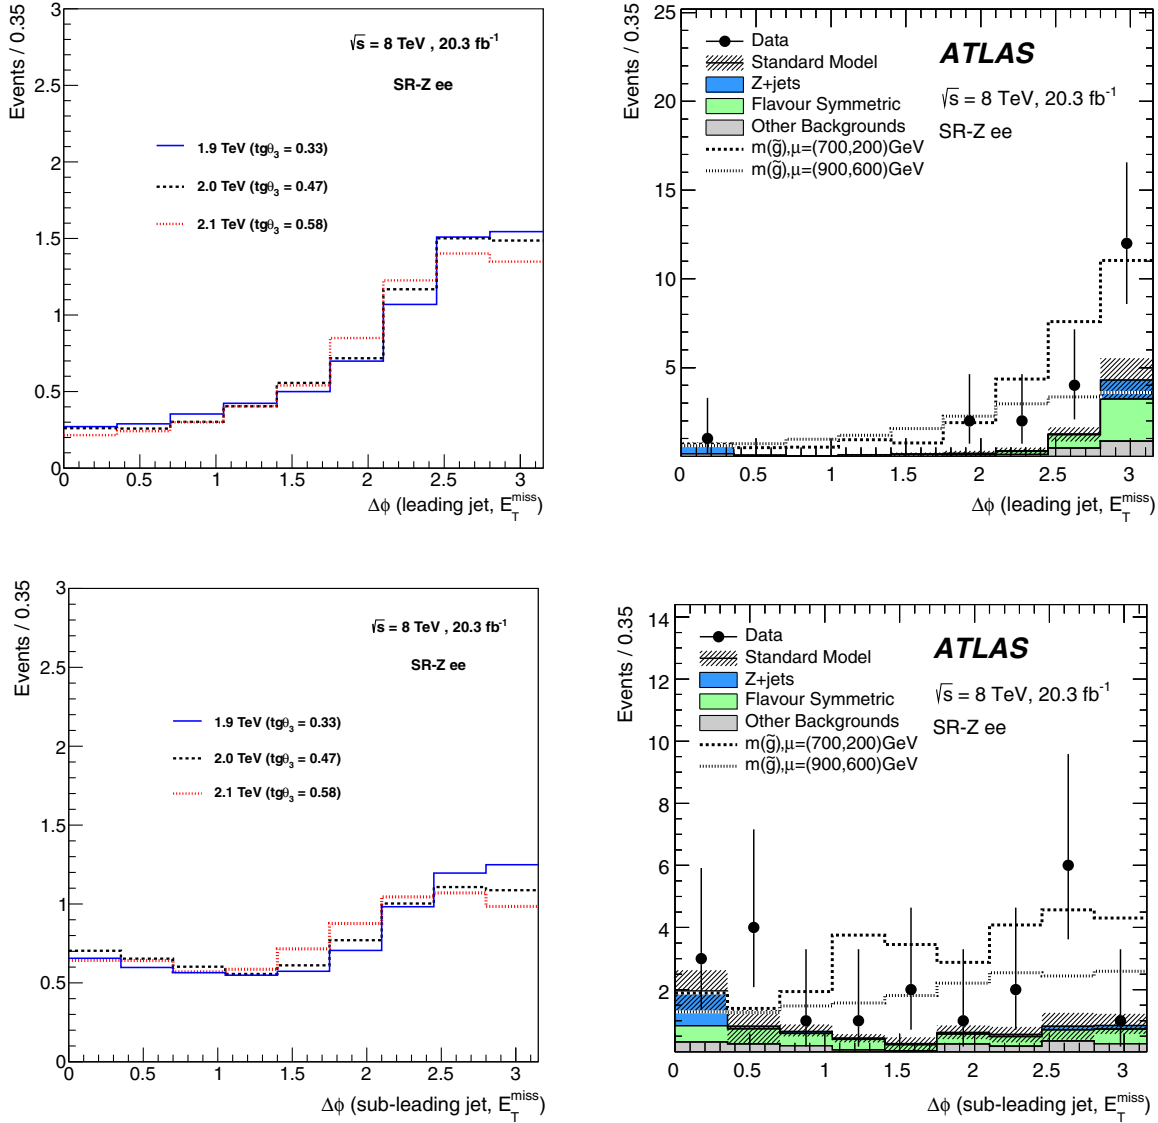 Events / 0.35
3
2.5
2
1.5
1
0.5
0
√s = 8 TeV , 20.3 fb⁻¹
SR-Z ee
1.9 TeV (tgθ₃ = 0.33)
2.0 TeV (tgθ₃ = 0.47)
2.1 TeV (tgθ₃ = 0.58)
0 0.5 1 1.5 2 2.5 3
Δϕ (leading jet, E_T^miss)
Events / 0.35
25
20
15
10
5
Data
Standard Model
Z+jets
Flavour Symmetric
Other Backgrounds
m(g̃),μ=(700,200)GeV
m(g̃),μ=(900,600)GeV
ATLAS
√s = 8 TeV, 20.3 fb⁻¹
SR-Z ee
0 0.5 1 1.5 2 2.5 3
Δϕ (leading jet, E_T^miss)
Events / 0.35
3
2.5
2
1.5
1
0.5
0
√s = 8 TeV , 20.3 fb⁻¹
SR-Z ee
1.9 TeV (tgθ₃ = 0.33)
2.0 TeV (tgθ₃ = 0.47)
2.1 TeV (tgθ₃ = 0.58)
0 0.5 1 1.5 2 2.5 3
Δϕ (sub-leading jet, E_T^miss)
Events / 0.35
14
12
10
8
6
4
2
Data
Standard Model
Z+jets
Flavour Symmetric
Other Backgrounds
m(g̃),μ=(700,200)GeV
m(g̃),μ=(900,600)GeV
ATLAS
√s = 8 TeV, 20.3 fb⁻¹
SR-Z ee
0 0.5 1 1.5 2 2.5 3
Δϕ (sub-leading jet, E_T^miss)